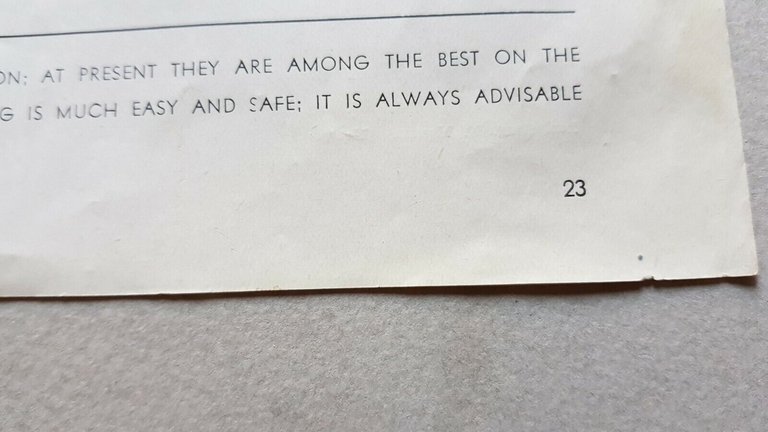 ON; AT PRESENT THEY ARE AMONG THE BEST ON THE
G IS MUCH EASY AND SAFE; IT IS ALWAYS ADVISABLE
23